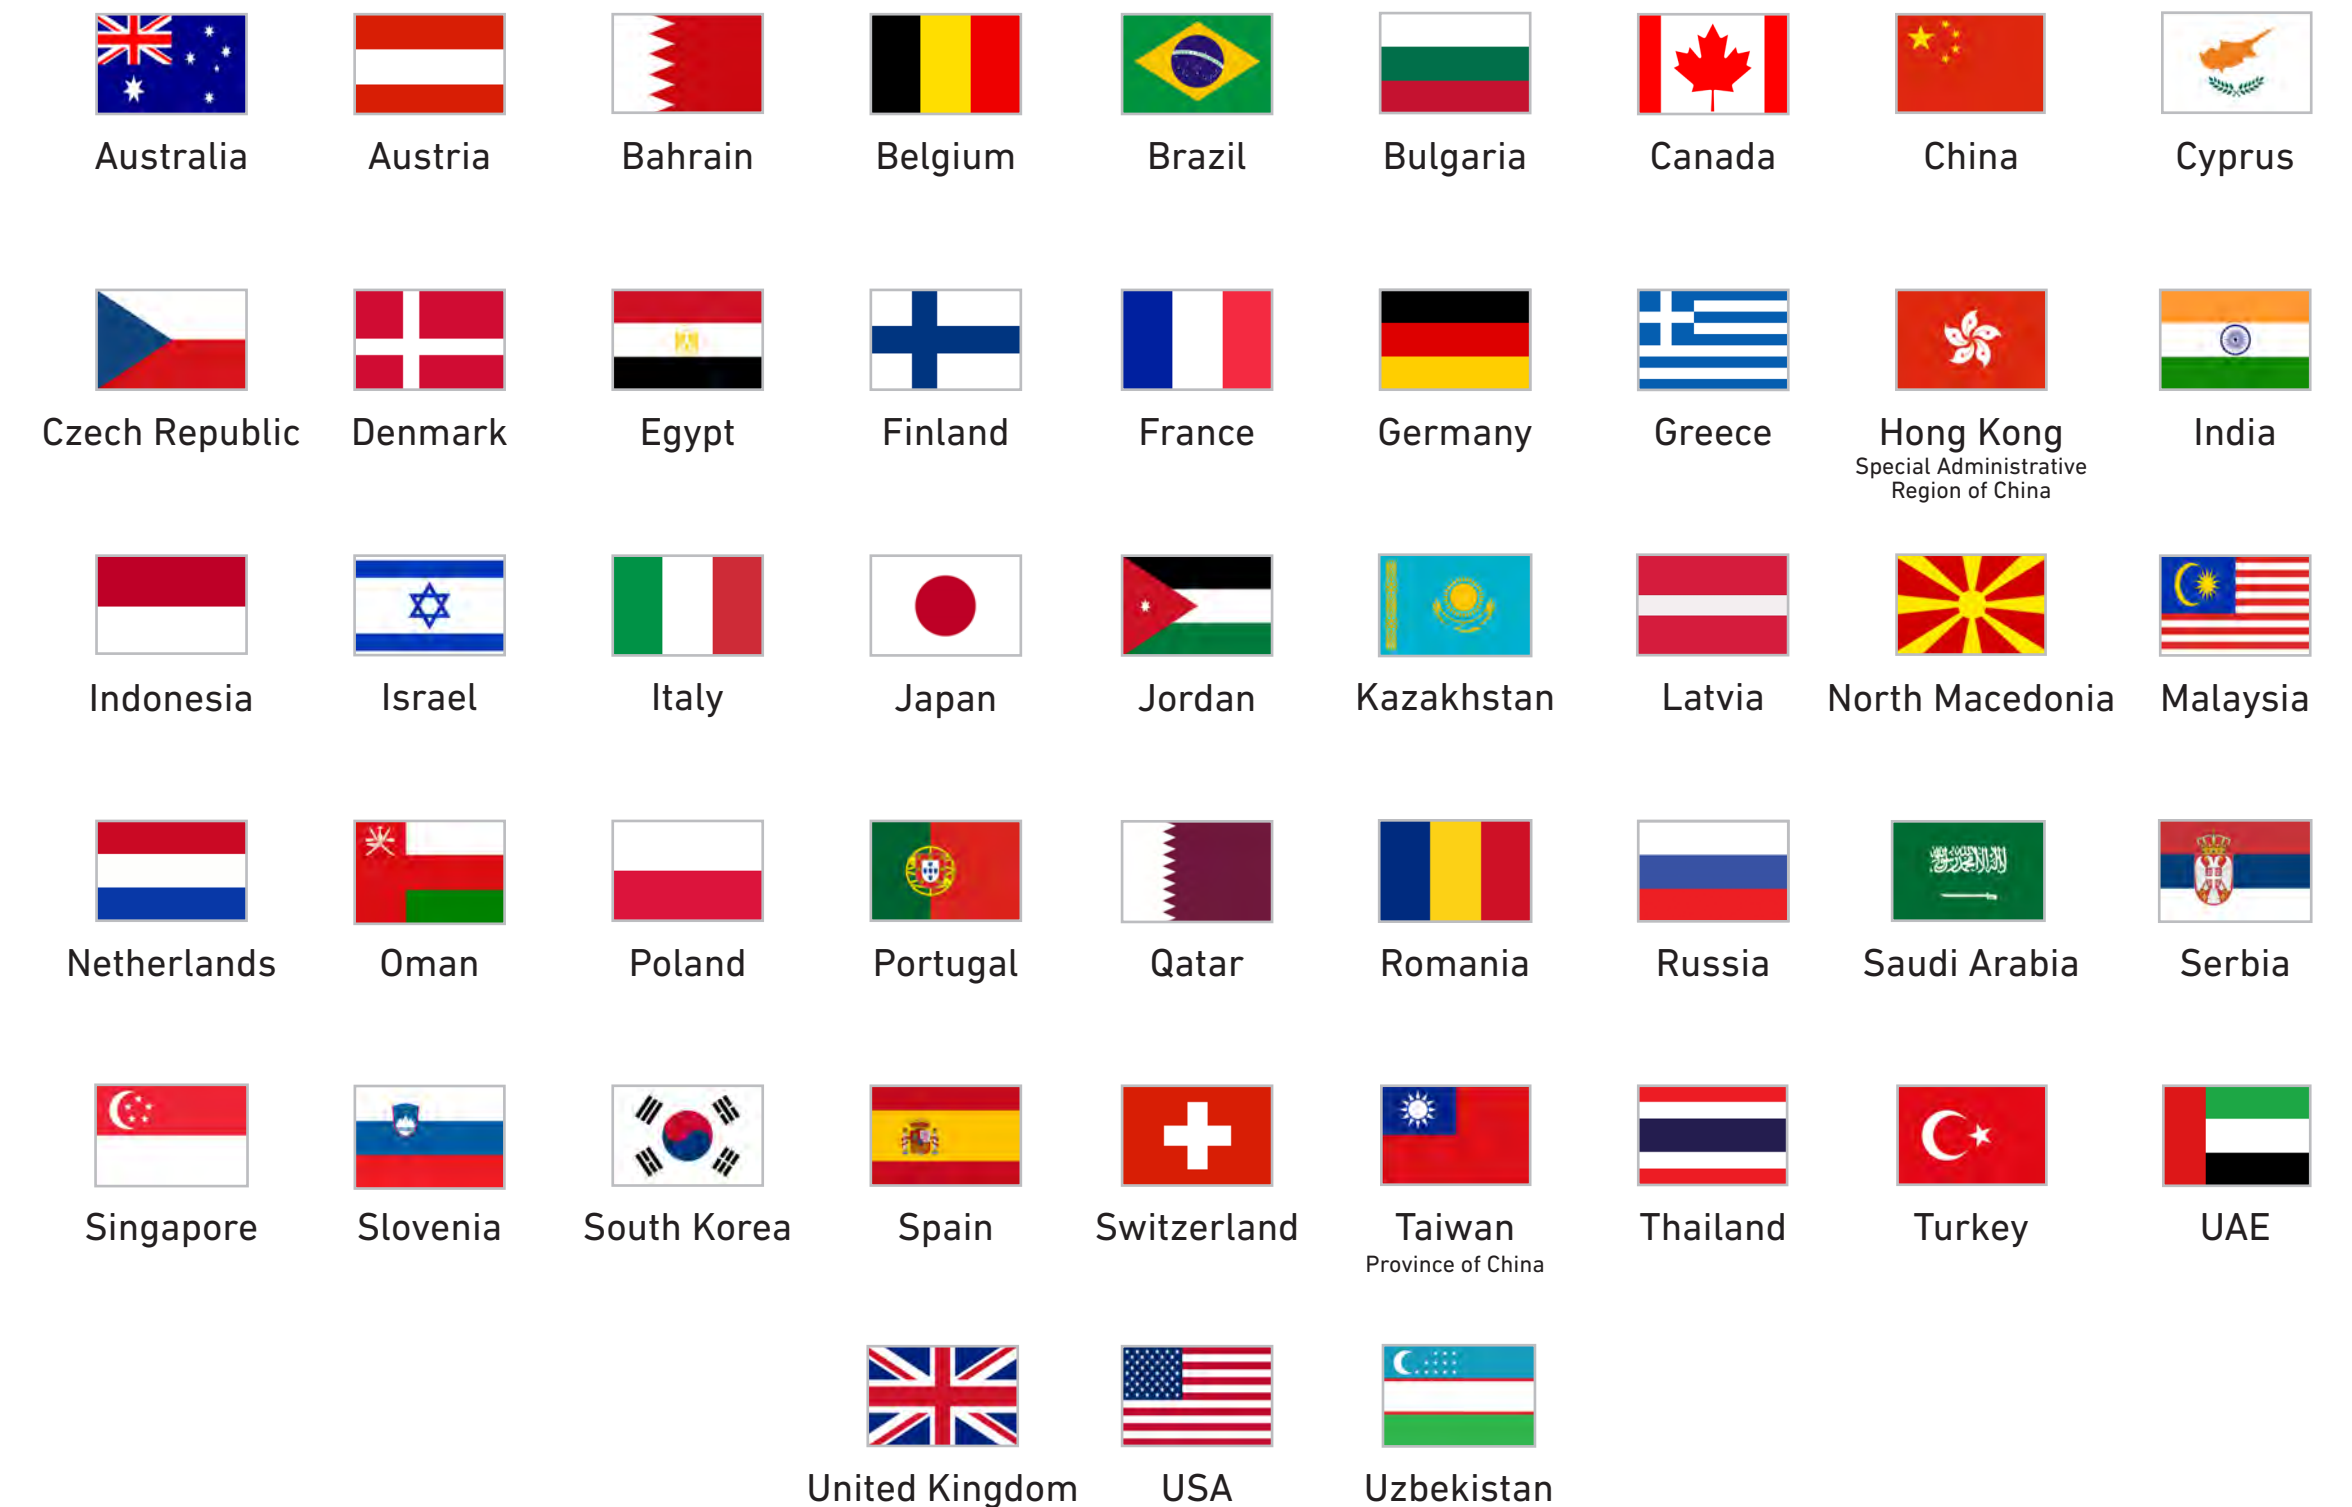 Australia
Austria
Bahrain
Belgium
Brazil
Bulgaria
Canada
China
Cyprus
Czech Republic
Denmark
Egypt
Finland
France
Germany
Greece
Hong Kong
Special Administrative
Region of China
India
Indonesia
Israel
Italy
Japan
Jordan
Kazakhstan
Latvia
North Macedonia
Malaysia
Netherlands
Oman
Poland
Portugal
Qatar
Romania
Russia
Saudi Arabia
Serbia
Singapore
Slovenia
South Korea
Spain
Switzerland
Taiwan
Province of China
Thailand
Turkey
UAE
United Kingdom
USA
Uzbekistan